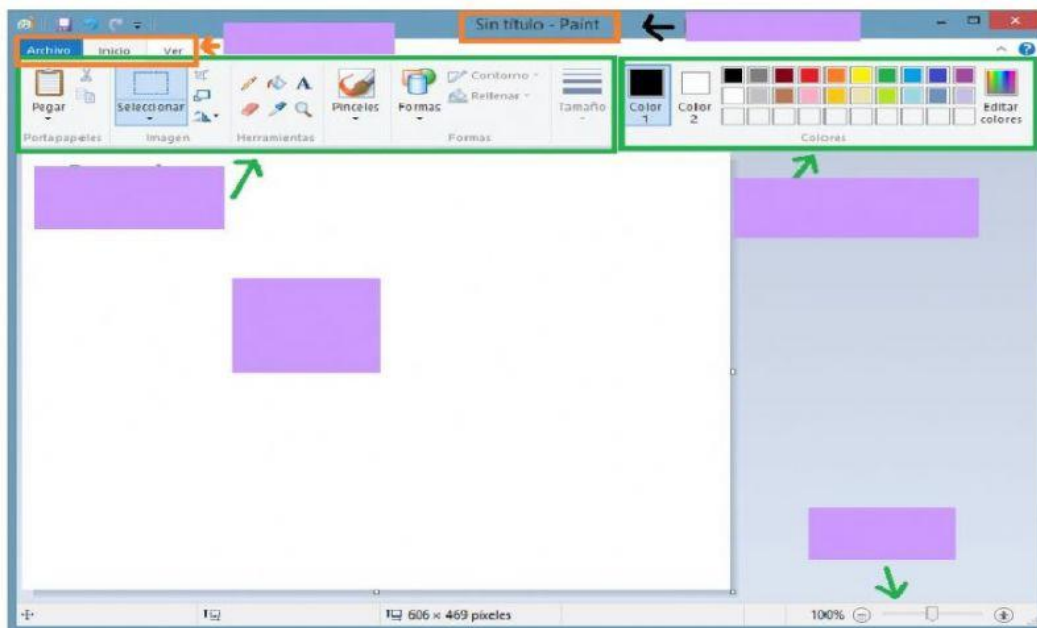 Sin título - Paint
Archivo Inicio Ver
Pegar
Seleccionar
A
Pinceles
Formas
Contorno
Rellenar
Tamaño
Color 1
Color 2
Editar colores
Portapapeles Imagen Herramientas Formas Colores
606 × 469 píxeles 100%